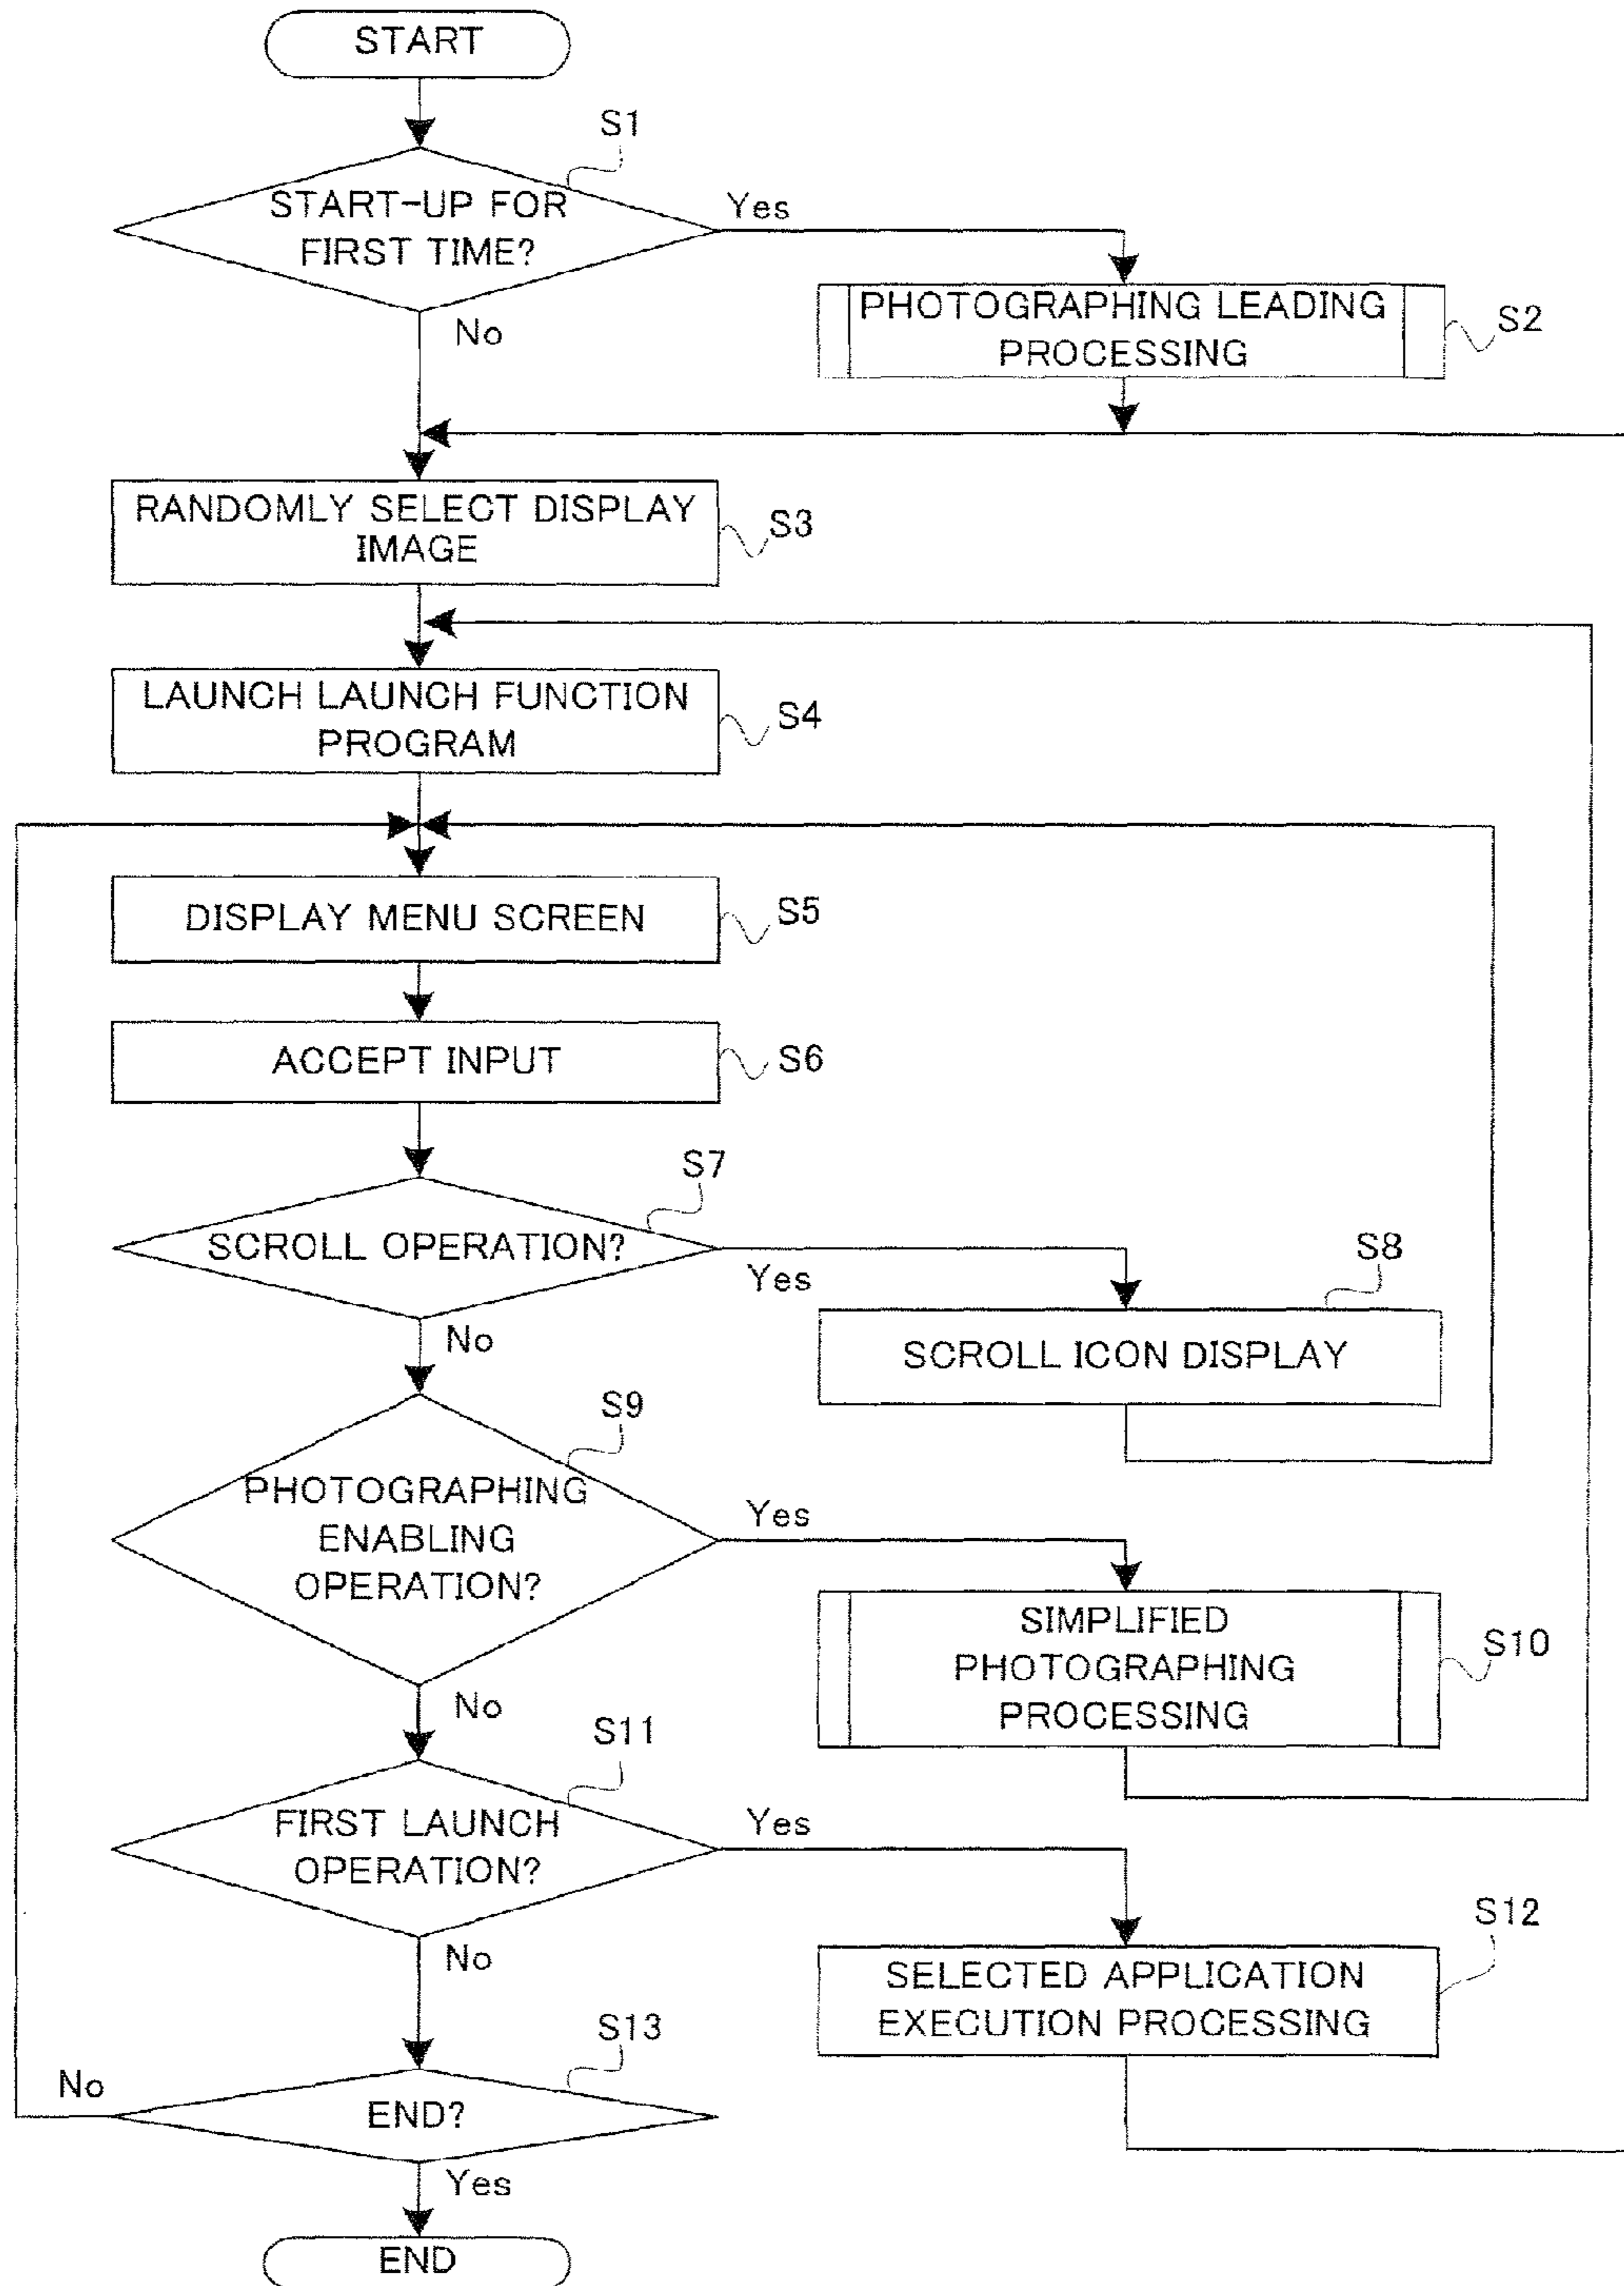 START
S1
START-UP FOR
FIRST TIME?
Yes
No
PHOTOGRAPHING LEADING
PROCESSING
S2
RANDOMLY SELECT DISPLAY
IMAGE
S3
LAUNCH LAUNCH FUNCTION
PROGRAM
S4
DISPLAY MENU SCREEN
S5
ACCEPT INPUT
S6
S7
SCROLL OPERATION?
Yes
No
S8
SCROLL ICON DISPLAY
S9
PHOTOGRAPHING
ENABLING
OPERATION?
Yes
No
SIMPLIFIED
PHOTOGRAPHING
PROCESSING
S10
S11
FIRST LAUNCH
OPERATION?
Yes
No
S12
SELECTED APPLICATION
EXECUTION PROCESSING
S13
No
END?
Yes
END